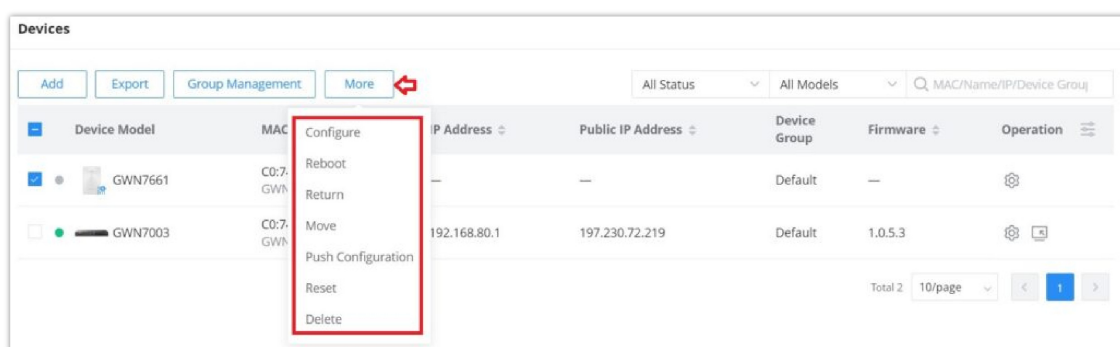 Devices
Add Export Group Management More All Status All Models MAC/Name/IP/Device Grou
Device Model MAC IP Address Public IP Address Device Group Firmware Operation
Configure
Reboot
Return
Move
Push Configuration
Reset
Delete
GWN7661 C0:7 — — Default —
GWN
GWN7003 C0:7 192.168.80.1 197.230.72.219 Default 1.0.5.3
GWN
Total 2 10/page < 1 >